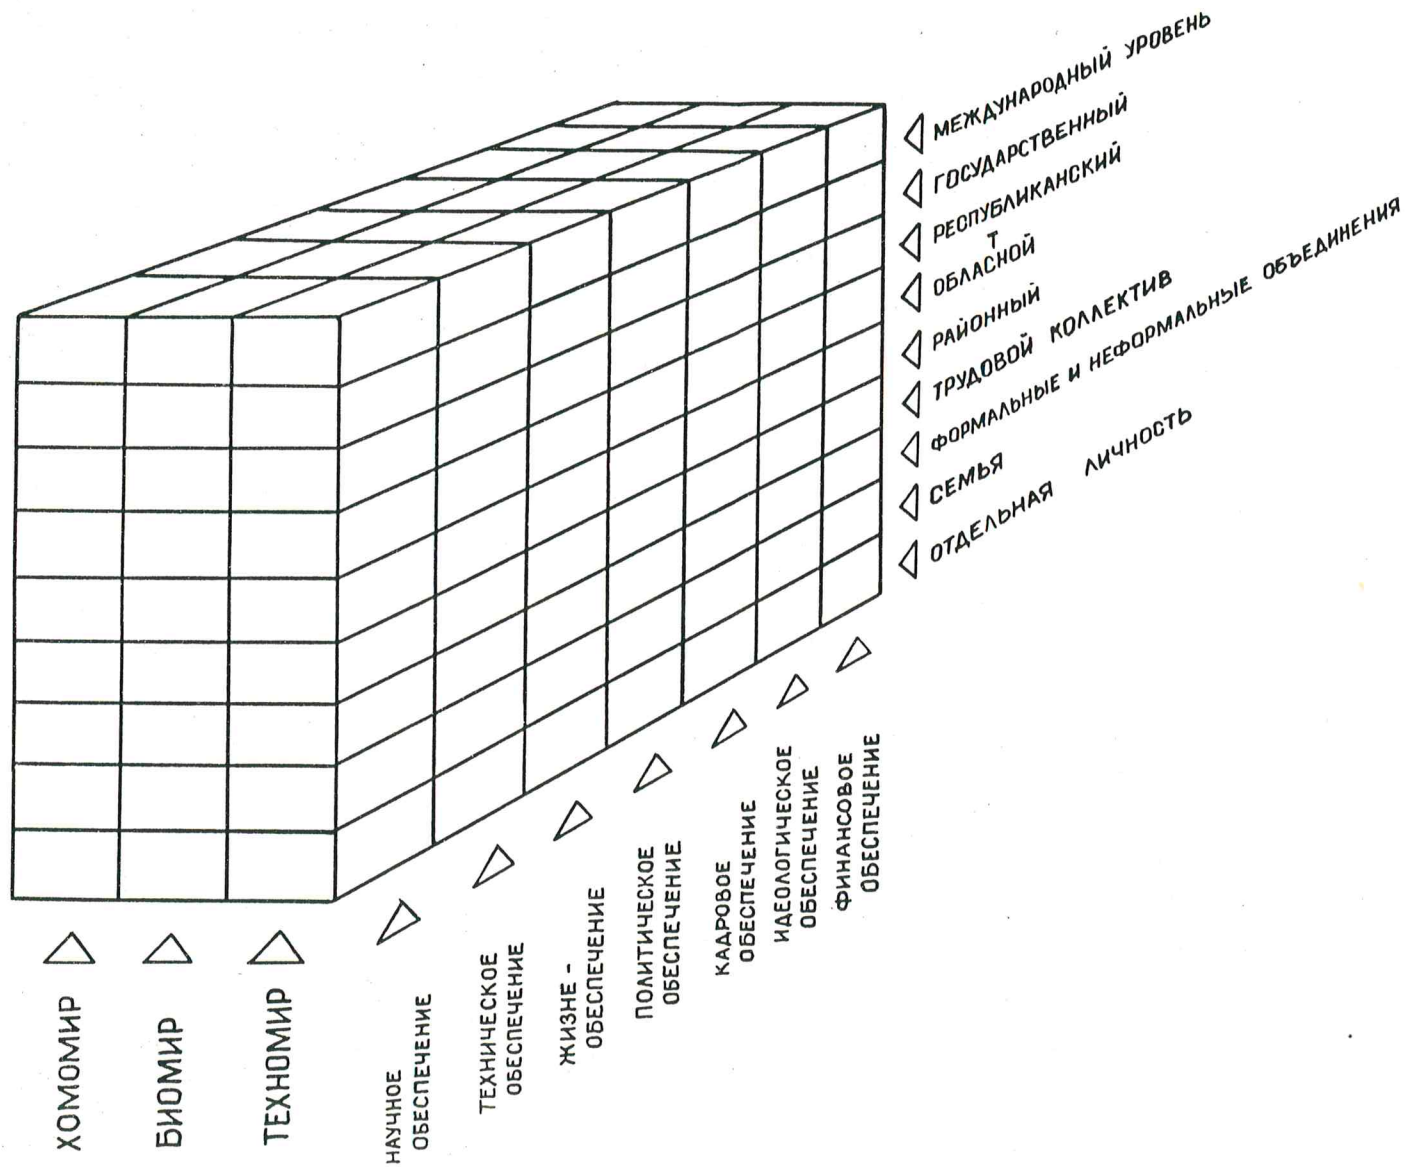 МЕЖДУНАРОДНЫЙ УРОВЕНЬ
ГОСУДАРСТВЕННЫЙ
РЕСПУБЛИКАНСКИЙ
Т
ОБЛАСНОЙ
РАЙОННЫЙ
ТРУДОВОЙ КОЛЛЕКТИВ
ФОРМАЛЬНЫЕ И НЕФОРМАЛЬНЫЕ ОБЪЕДИНЕНИЯ
СЕМЬЯ
ОТДЕЛЬНАЯ ЛИЧНОСТЬ
ХОМОМИР
БИОМИР
ТЕХНОМИР
НАУЧНОЕ
ОБЕСПЕЧЕНИЕ
ТЕХНИЧЕСКОЕ
ОБЕСПЕЧЕНИЕ
ЖИЗНЕ -
ОБЕСПЕЧЕНИЕ
ПОЛИТИЧЕСКОЕ
ОБЕСПЕЧЕНИЕ
КАДРОВОЕ
ОБЕСПЕЧЕНИЕ
ИДЕОЛОГИЧЕСКОЕ
ОБЕСПЕЧЕНИЕ
ФИНАНСОВОЕ
ОБЕСПЕЧЕНИЕ